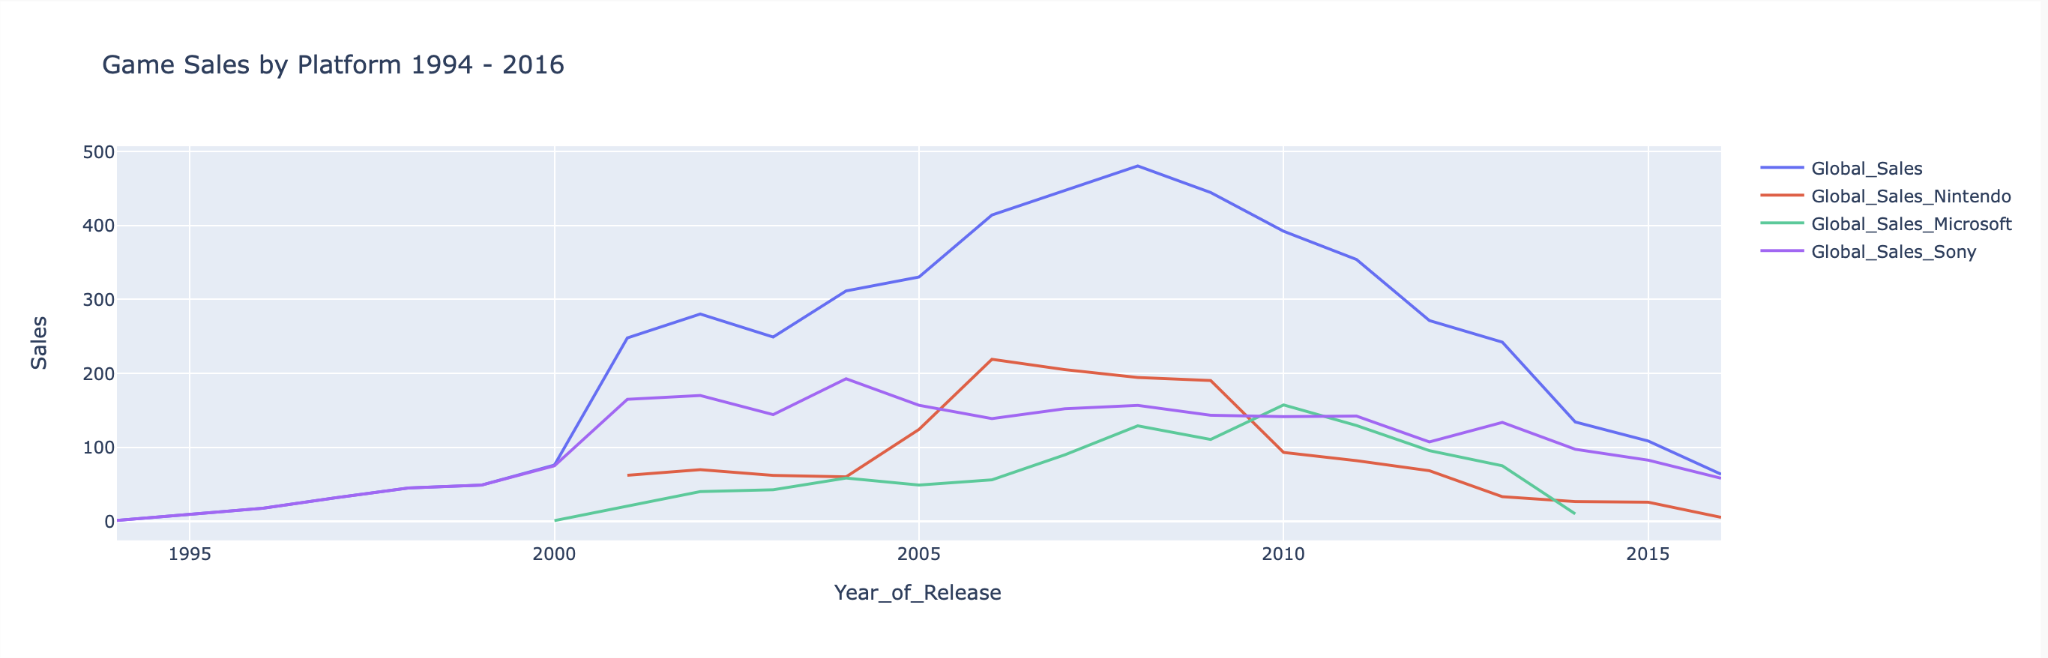 Game Sales by Platform 1994 - 2016
500
400
300
200
100
0
Sales
1995
2000
2005
2010
2015
Year_of_Release
Global_Sales
Global_Sales_Nintendo
Global_Sales_Microsoft
Global_Sales_Sony